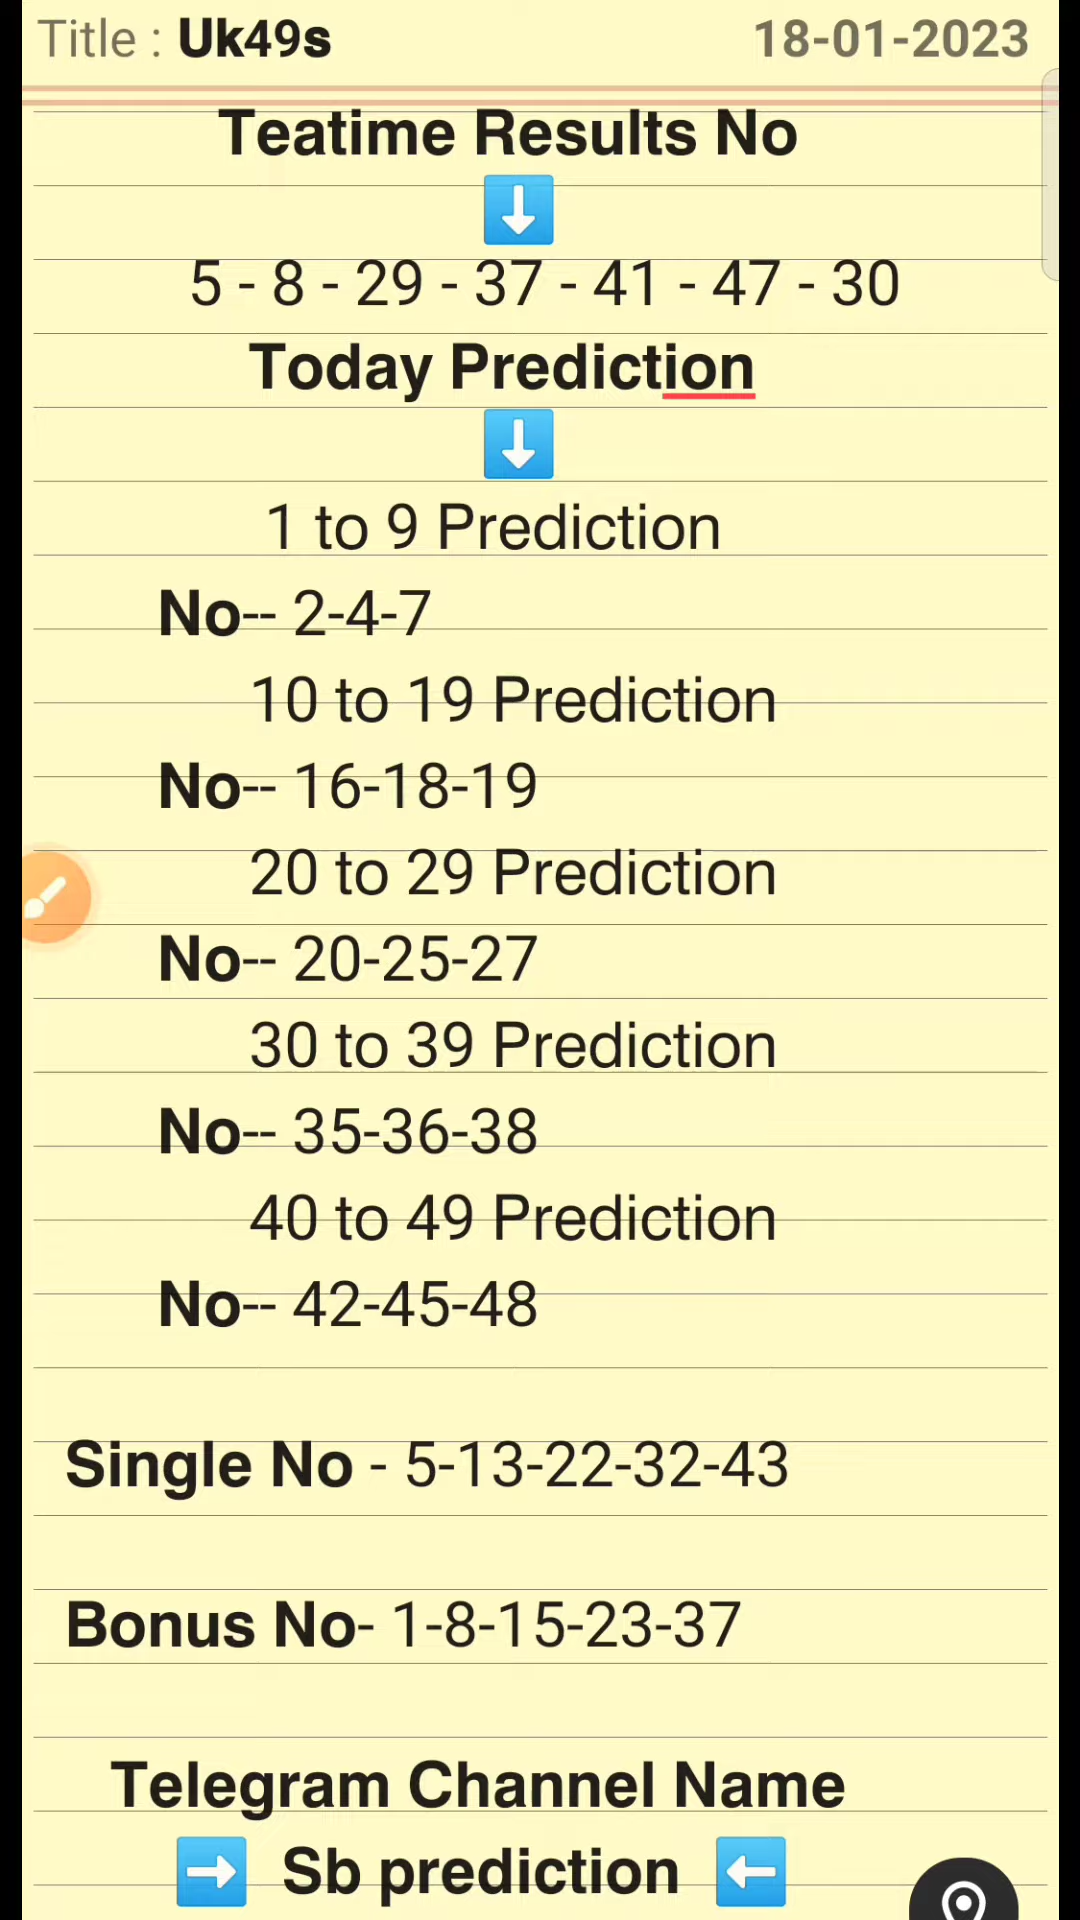 Title : Uk49s 18-01-2023
Teatime Results No
⬇️
5 - 8 - 29 - 37 - 41 - 47 - 30
Today Prediction
⬇️
1 to 9 Prediction
No-- 2-4-7
10 to 19 Prediction
No-- 16-18-19
20 to 29 Prediction
No-- 20-25-27
30 to 39 Prediction
No-- 35-36-38
40 to 49 Prediction
No-- 42-45-48
Single No - 5-13-22-32-43
Bonus No- 1-8-15-23-37
Telegram Channel Name
➡️ Sb prediction ⬅️